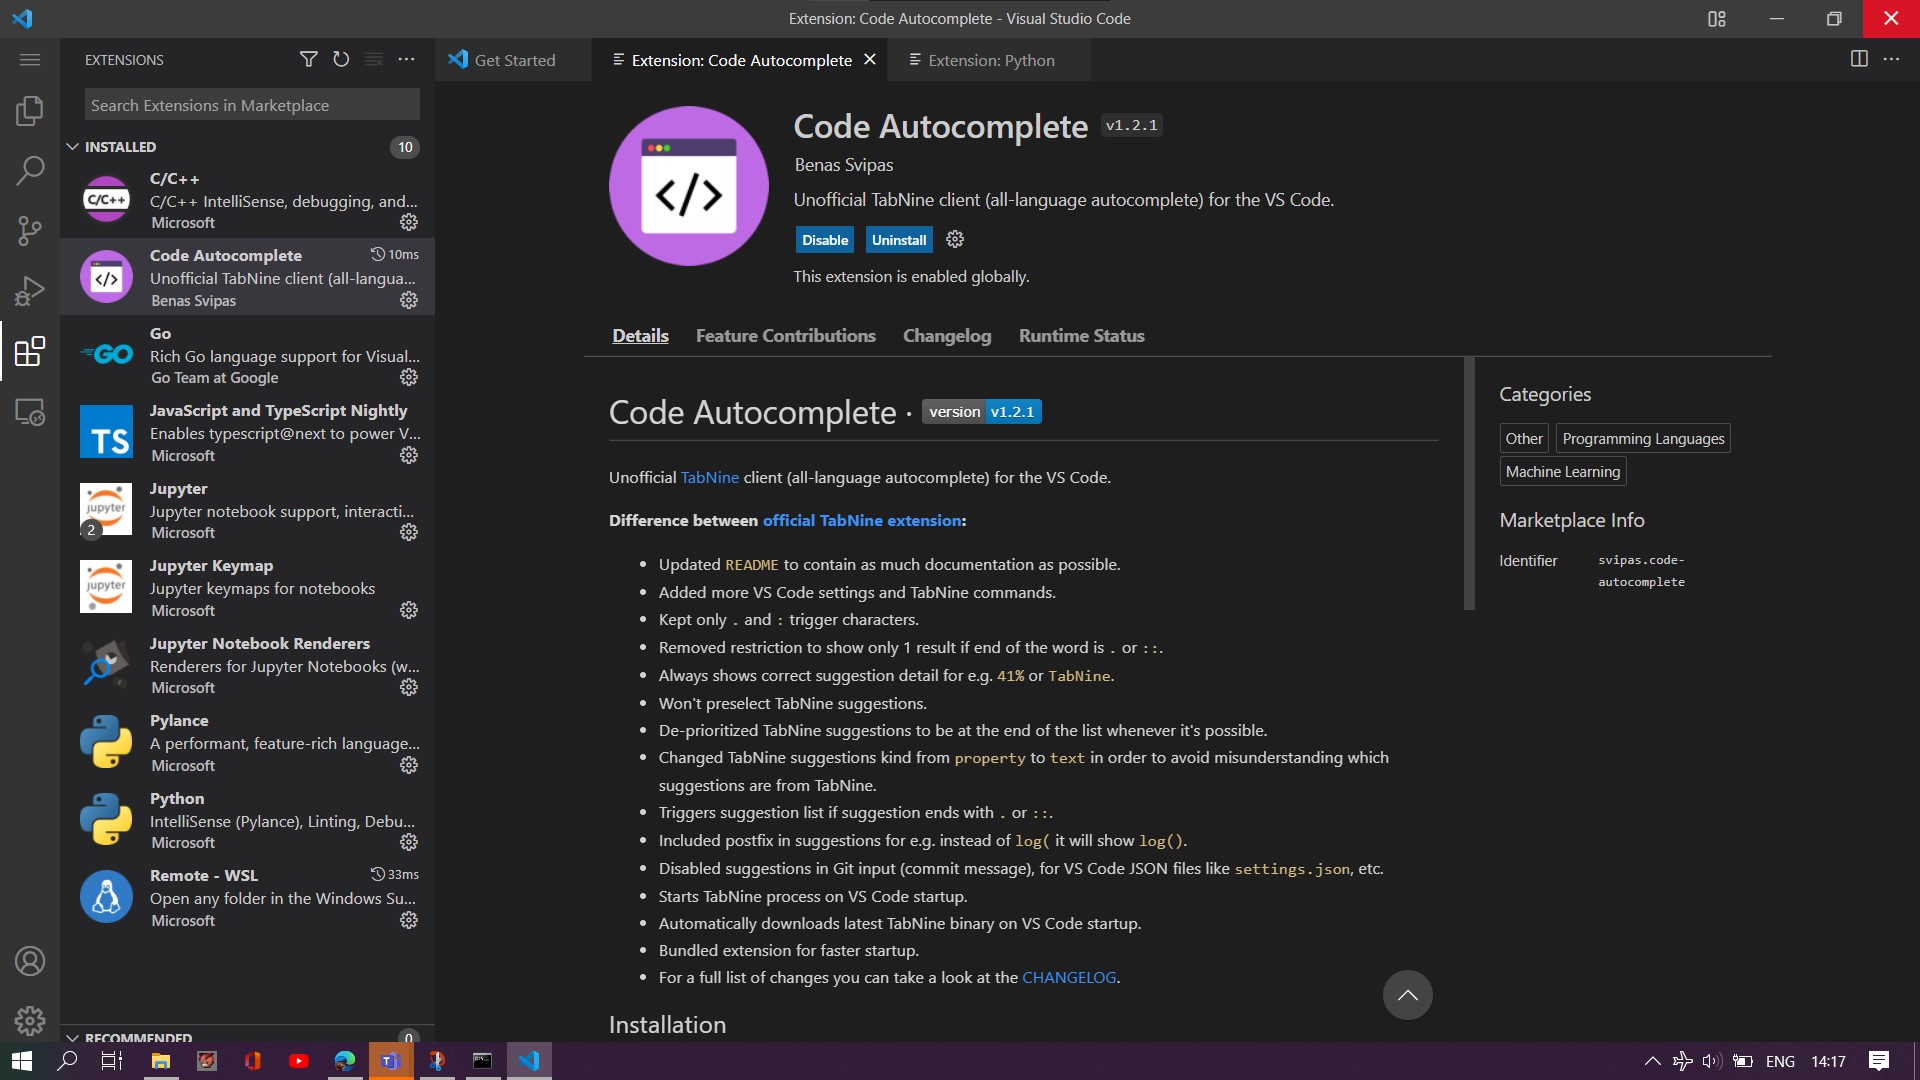 Extension: Code Autocomplete - Visual Studio Code
EXTENSIONS
Search Extensions in Marketplace
INSTALLED
10
C/C++
C/C++
C/C++ IntelliSense, debugging, and...
Microsoft
Code Autocomplete
10ms
Unofficial TabNine client (all-langua...
Benas Svipas
GO
Go
Rich Go language support for Visual...
Go Team at Google
TS
JavaScript and TypeScript Nightly
Enables typescript@next to power V...
Microsoft
jupyter
2
Jupyter
Jupyter notebook support, interacti...
Microsoft
jupyter
Jupyter Keymap
Jupyter keymaps for notebooks
Microsoft
Jupyter Notebook Renderers
Renderers for Jupyter Notebooks (w...
Microsoft
Pylance
A performant, feature-rich language...
Microsoft
Python
IntelliSense (Pylance), Linting, Debu...
Microsoft
Remote - WSL
33ms
Open any folder in the Windows Su...
Microsoft
RECOMMENDED
0
Get Started
Extension: Code Autocomplete
Extension: Python
</>
Code Autocomplete v1.2.1
Benas Svipas
Unofficial TabNine client (all-language autocomplete) for the VS Code.
Disable Uninstall
This extension is enabled globally.
Details Feature Contributions Changelog Runtime Status
Code Autocomplete · version v1.2.1
Unofficial TabNine client (all-language autocomplete) for the VS Code.
Difference between official TabNine extension:
• Updated README to contain as much documentation as possible.
• Added more VS Code settings and TabNine commands.
• Kept only . and : trigger characters.
• Removed restriction to show only 1 result if end of the word is . or ::.
• Always shows correct suggestion detail for e.g. 41% or TabNine.
• Won't preselect TabNine suggestions.
• De-prioritized TabNine suggestions to be at the end of the list whenever it's possible.
• Changed TabNine suggestions kind from property to text in order to avoid misunderstanding which
suggestions are from TabNine.
• Triggers suggestion list if suggestion ends with . or ::.
• Included postfix in suggestions for e.g. instead of log( it will show log().
• Disabled suggestions in Git input (commit message), for VS Code JSON files like settings.json, etc.
• Starts TabNine process on VS Code startup.
• Automatically downloads latest TabNine binary on VS Code startup.
• Bundled extension for faster startup.
• For a full list of changes you can take a look at the CHANGELOG.
Installation
Categories
Other Programming Languages
Machine Learning
Marketplace Info
Identifier svipas.code-
autocomplete
ENG 14:17